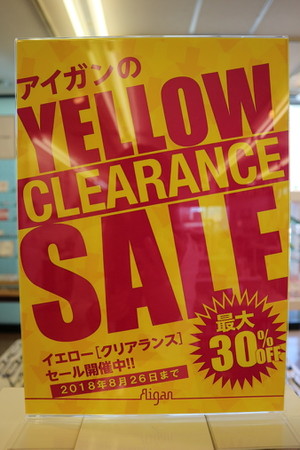 アイガンの
YELLOW
CLEARANCE
SALE
イエロー[クリアランス]
セール開催中!!
2018年8月26日まで
最大
30%OFF
Aigan